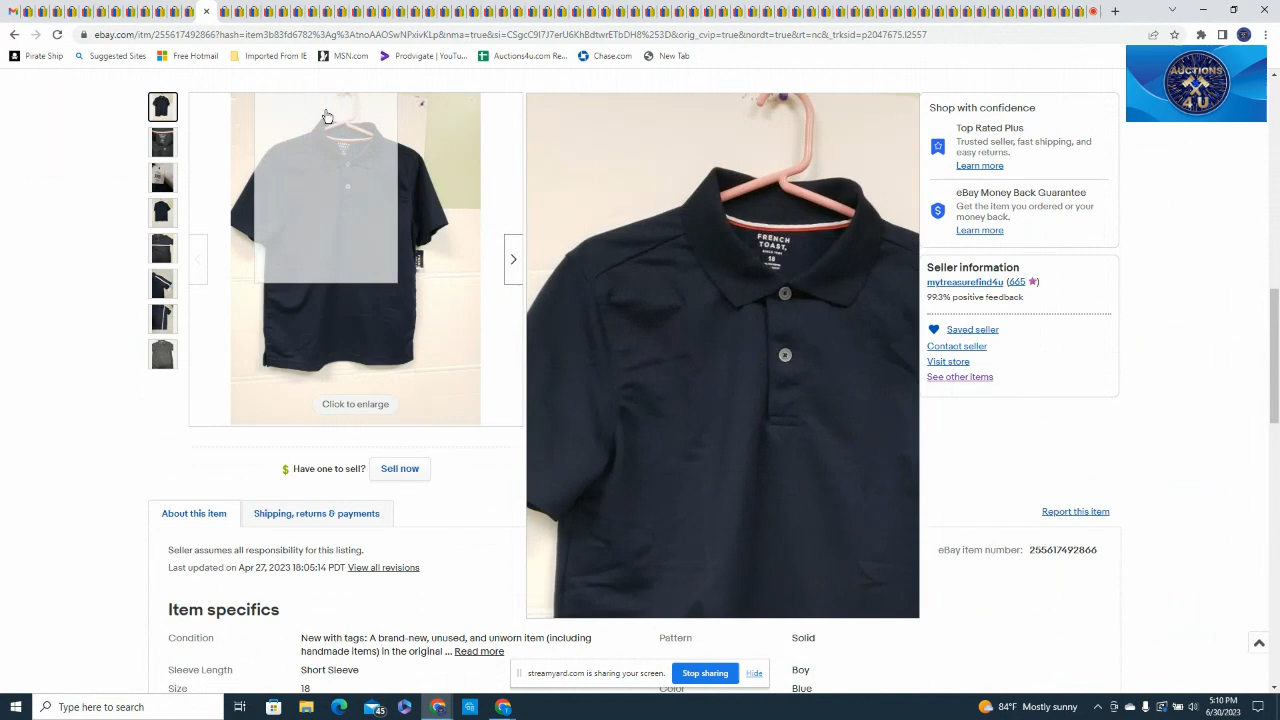 ebay.com/itm/255617492866?hash=item3b83fd6782%3Ag%3AtnoAAOSwNPxivKLp&nma=true&si=CSgcC9I7J7erU6KhBdtwrETbDH8%253D&orig_cvip=true&nordt=true&rt=nc&_trksid=p2047675.l2557
Pirate Ship
Suggested Sites
Free Hotmail
Imported From IE
MSN.com
Prodvigate | YouTu...
Auctions4u.com Re...
Chase.com
New Tab
AUCTIONS
4 U
FRENCH
TOAST.
18
Click to enlarge
Shop with confidence
Top Rated Plus
Trusted seller, fast shipping, and
easy returns.
Learn more
eBay Money Back Guarantee
Get the item you ordered or your
money back.
Learn more
Seller information
mytreasurefind4u (665)
99.3% positive feedback
Saved seller
Contact seller
Visit store
See other items
Have one to sell? Sell now
About this item
Shipping, returns & payments
Report this item
Seller assumes all responsibility for this listing.
Last updated on Apr 27, 2023 18:05:14 PDT View all revisions
eBay item number: 255617492866
Item specifics
Condition
New with tags: A brand-new, unused, and unworn item (including
handmade items) in the original ... Read more
Pattern
Solid
Sleeve Length
Short Sleeve
Boy
Size
18
Color
Blue
streamyard.com is sharing your screen.
Stop sharing
Hide
Type here to search
45
84°F Mostly sunny
5:10 PM
6/30/2023